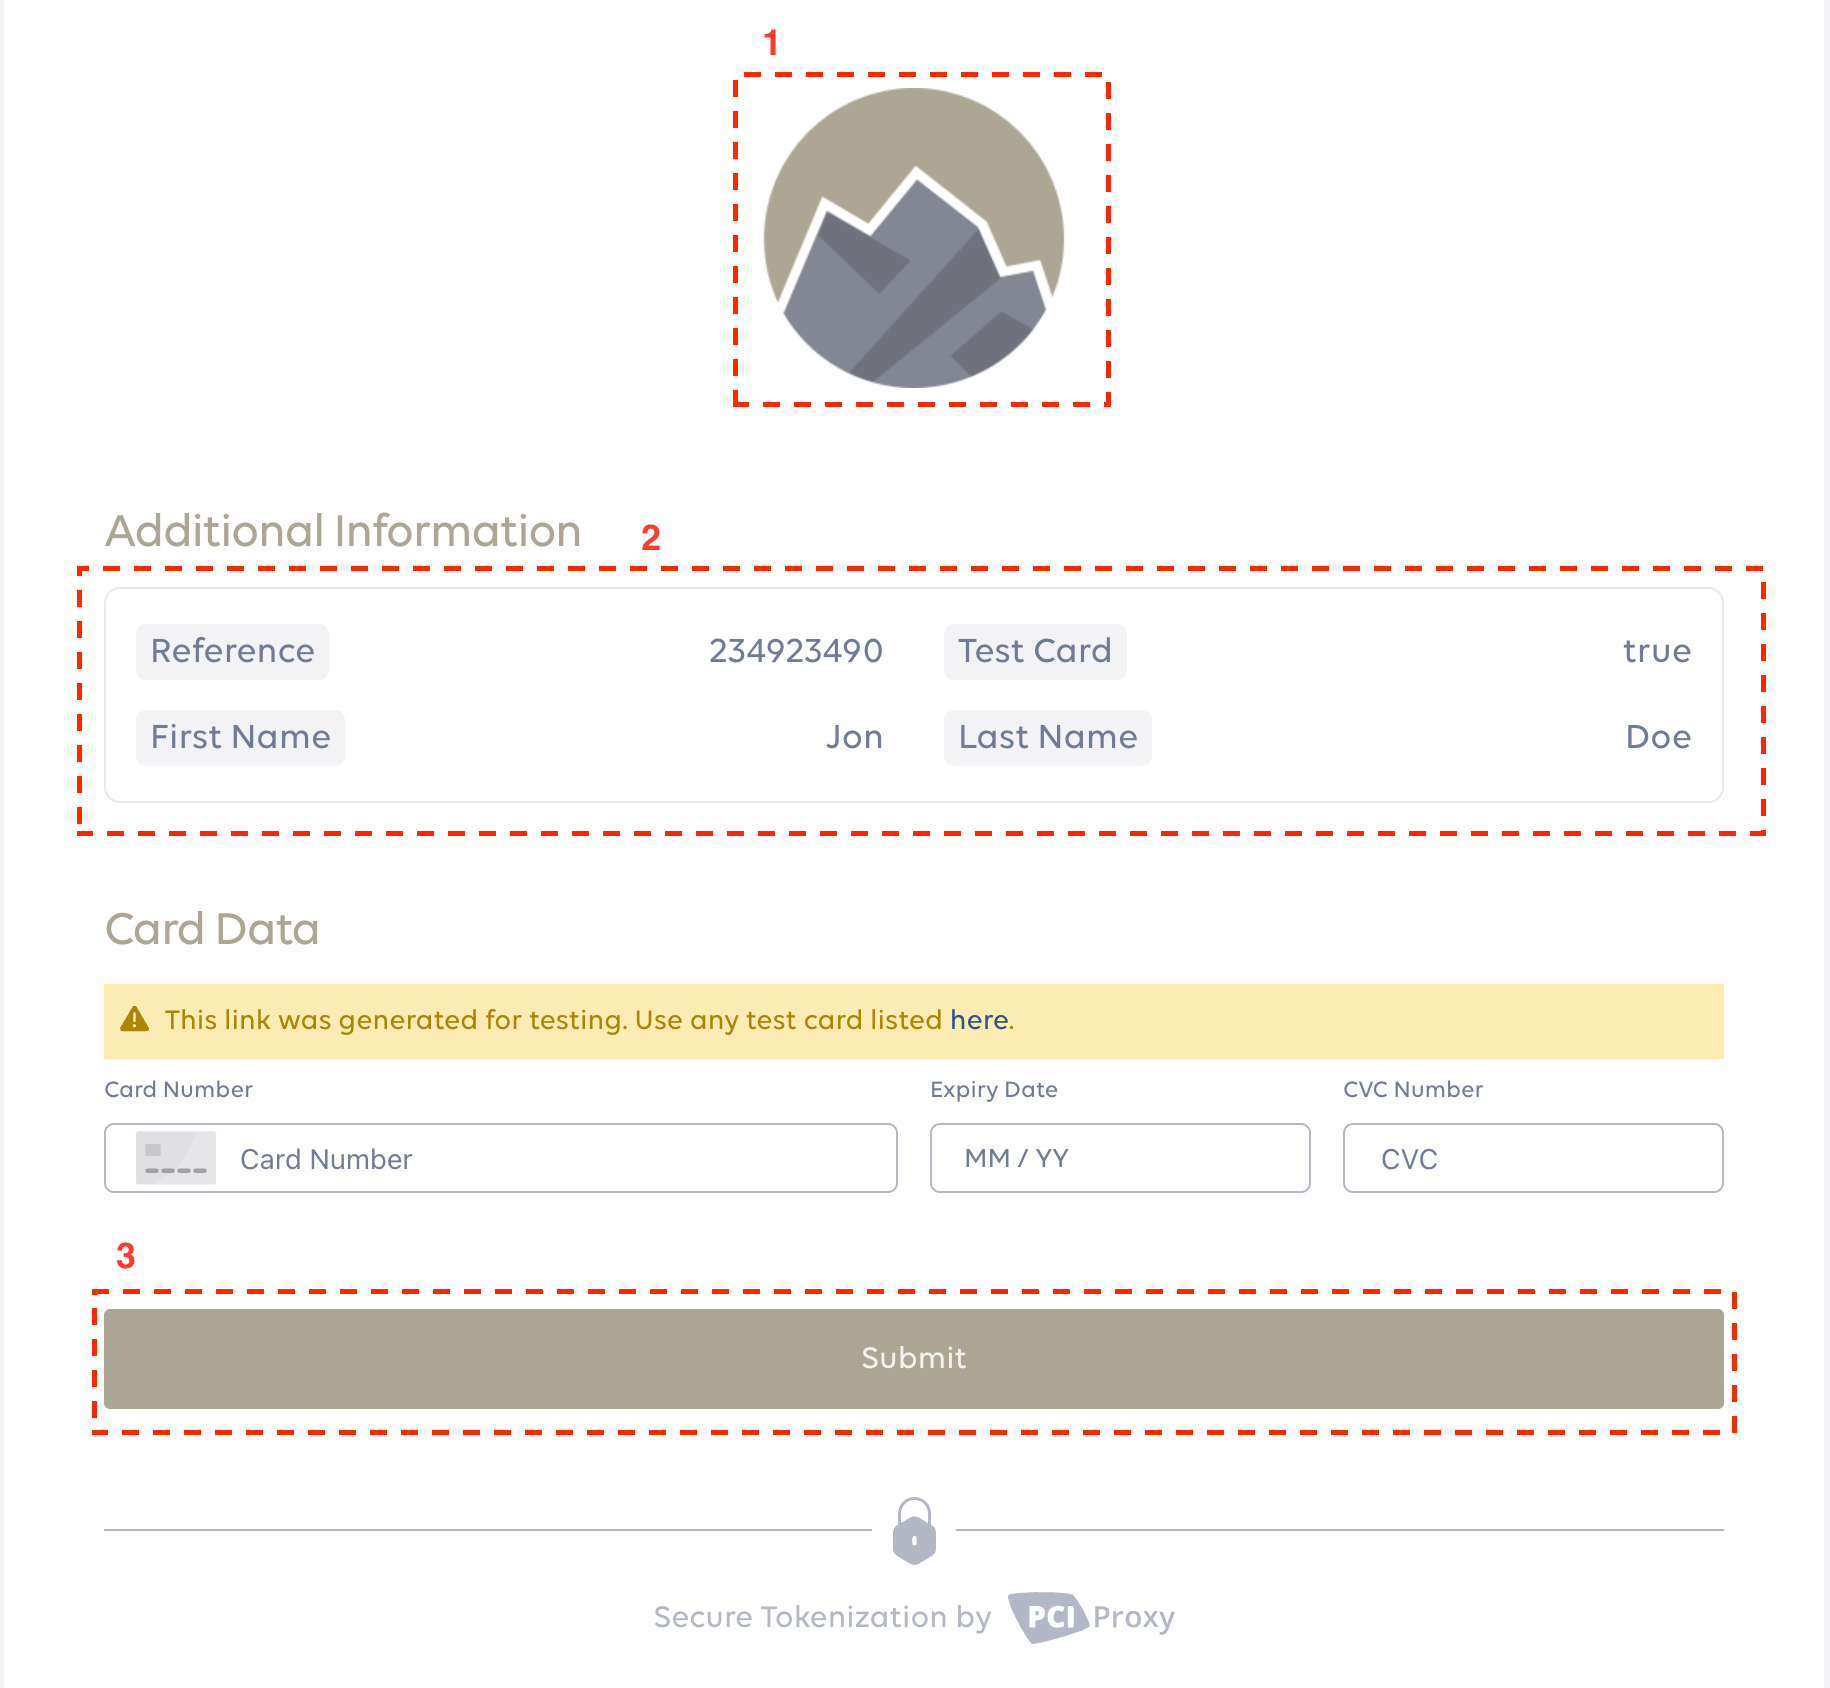 1
Additional Information 2
Reference 234923490 Test Card true
First Name Jon Last Name Doe
Card Data
This link was generated for testing. Use any test card listed here.
Card Number Expiry Date CVC Number
Card Number MM / YY CVC
3
Submit
Secure Tokenization by PCI Proxy